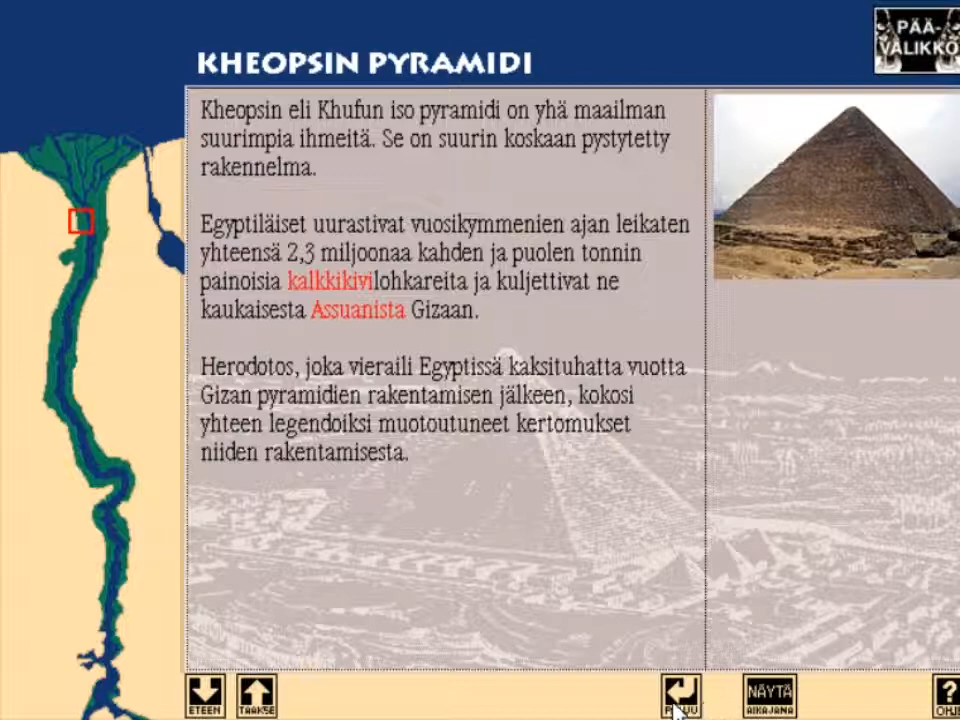 PÄÄ-
VALIKKO
KHEOPSIN PYRAMIDI
Kheopsin eli Khufun iso pyramidi on yhä maailman
suurimpia ihmeitä. Se on suurin koskaan pystytetty
rakennelma.
Egyptiläiset uurastivat vuosikymmenien ajan leikaten
yhteensä 2,3 miljoonaa kahden ja puolen tonnin
painoisia kalkkikivilohkareita ja kuljettivat ne
kaukaisesta Assuanista Gizaan.
Herodotos, joka vieraili Egyptissä kaksituhatta vuotta
Gizan pyramidien rakentamisen jälkeen, kokosi
yhteen legendoiksi muotoutuneet kertomukset
niiden rakentamisesta.
ETEEN
TAAKSE
NÄYTÄ
AIKAJANA
?